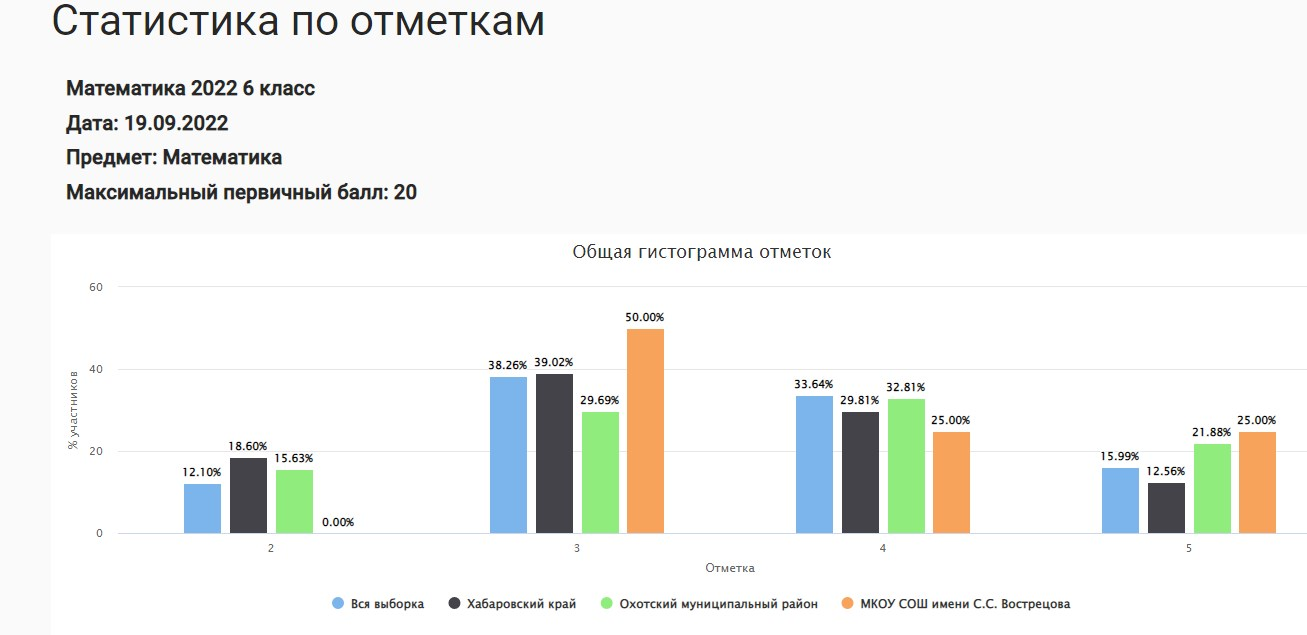 Статистика по отметкам
Математика 2022 6 класс
Дата: 19.09.2022
Предмет: Математика
Максимальный первичный балл: 20
Общая гистограмма отметок
60
40
20
0
% участников
12.10%
18.60%
15.63%
0.00%
38.26%
39.02%
29.69%
50.00%
33.64%
29.81%
32.81%
25.00%
15.99%
12.56%
21.88%
25.00%
2
3
4
5
Отметка
Вся выборка
Хабаровский край
Охотский муниципальный район
МКОУ СОШ имени С.С. Вострецова